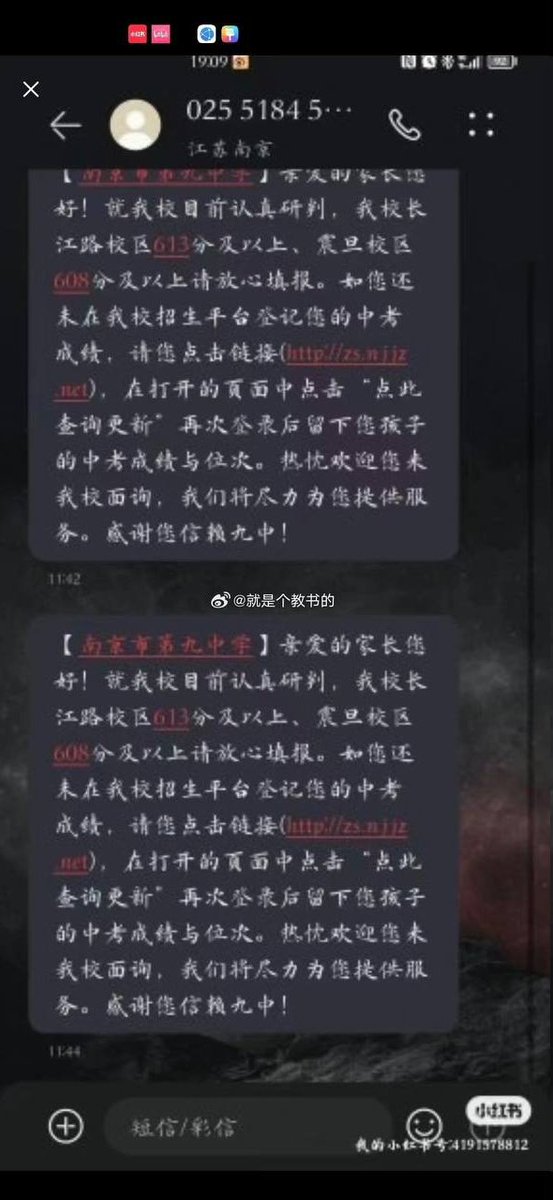 小红书
19:09
92
025 5184 5…
江苏南京
【南京市第九中学】亲爱的家长您
好！就我校目前认真研判，我校长
江路校区613分及以上、震旦校区
608分及以上请放心填报。如您还
未在我校招生平台登记您的中考
成绩，请您点击链接(http://zs.njjz
.net)，在打开的页面中点击“点此
查询更新”再次登录后留下您孩子
的中考成绩与位次。热忱欢迎您来
我校面询，我们将尽力为您提供服
务。感谢您信赖九中！
11:42
@就是个教书的
【南京市第九中学】亲爱的家长您
好！就我校目前认真研判，我校长
江路校区613分及以上、震旦校区
608分及以上请放心填报。如您还
未在我校招生平台登记您的中考
成绩，请您点击链接(http://zs.njjz
.net)，在打开的页面中点击“点此
查询更新”再次登录后留下您孩子
的中考成绩与位次。热忱欢迎您来
我校面询，我们将尽力为您提供服
务。感谢您信赖九中！
11:44
短信/彩信
小红书
我的小红书号:4191578812